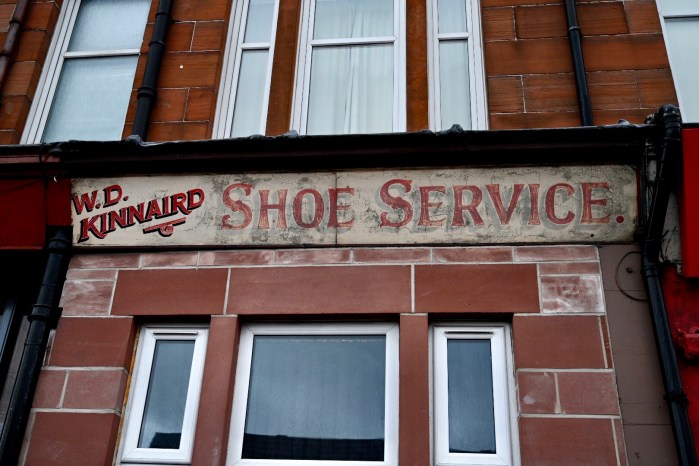 W.D.
KINNAIRD SHOE SERVICE.